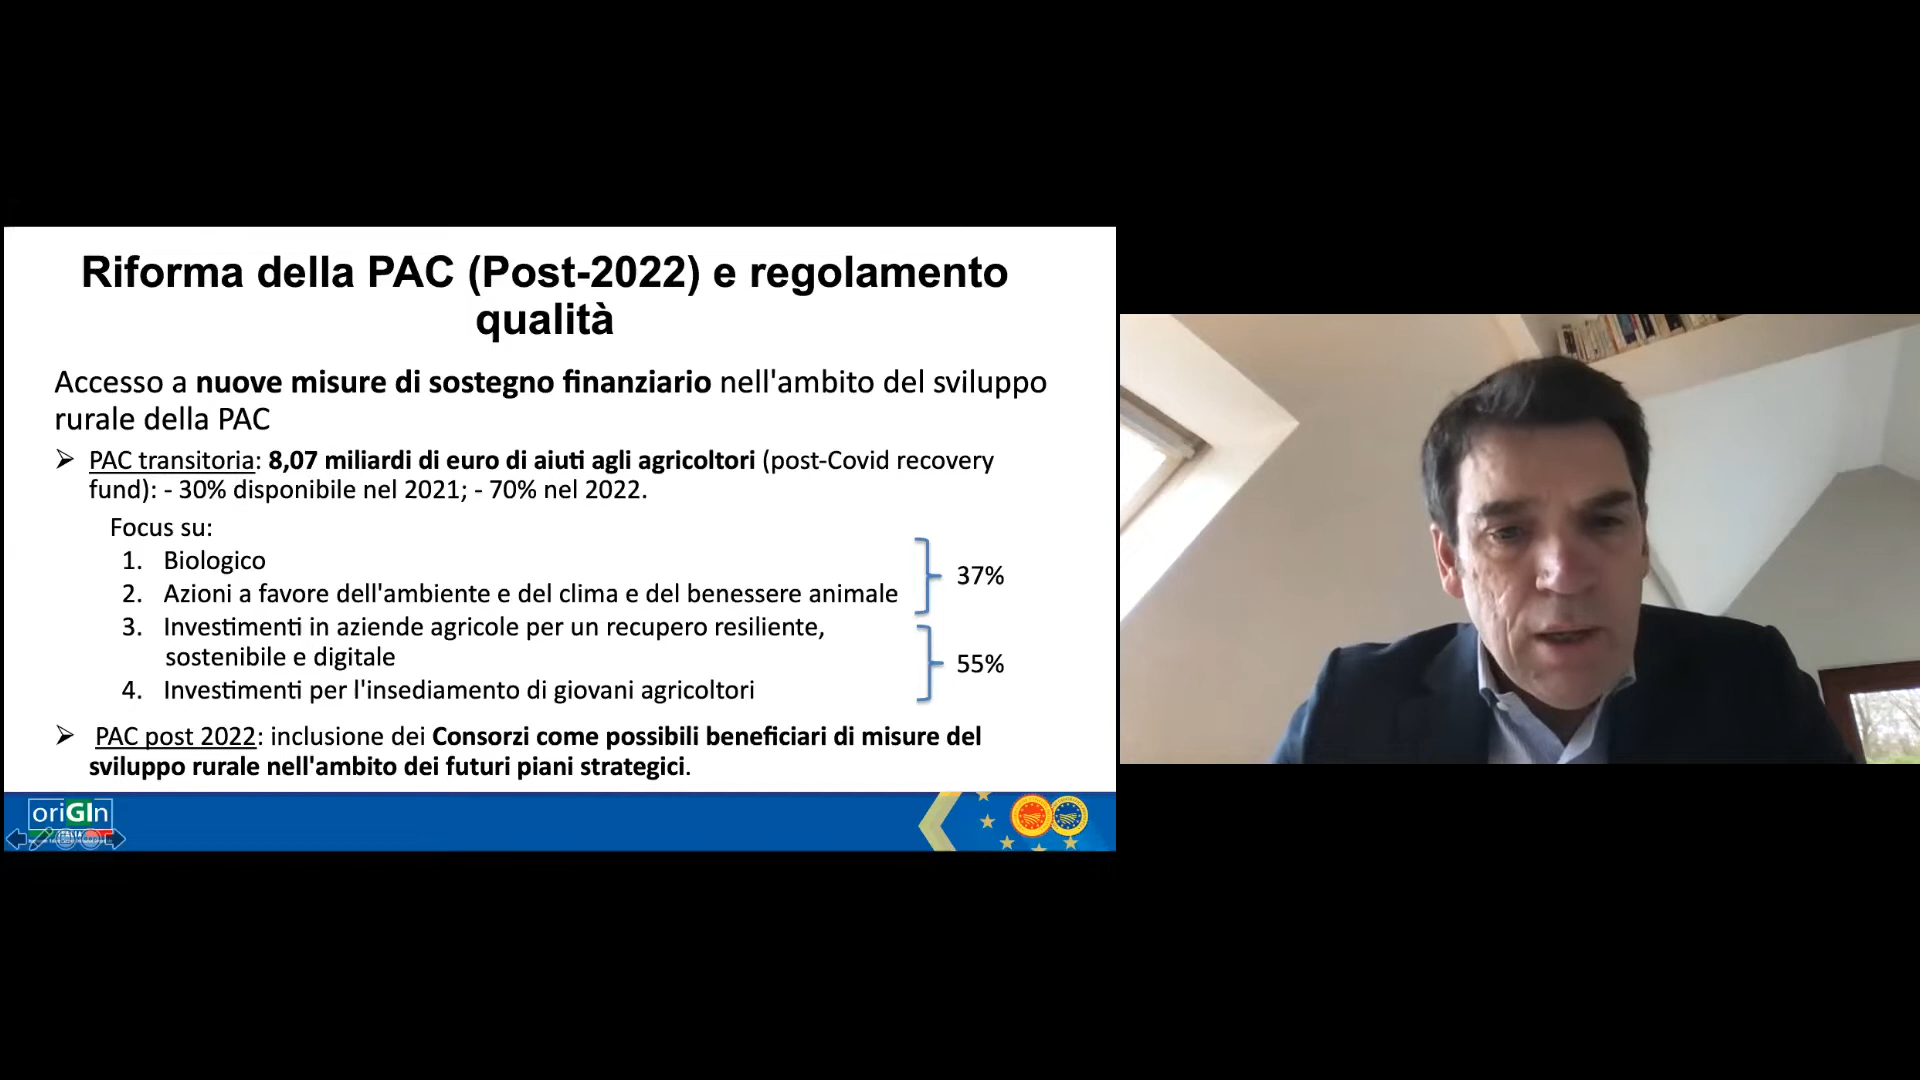 Riforma della PAC (Post-2022) e regolamento
qualità
Accesso a nuove misure di sostegno finanziario nell'ambito del sviluppo
rurale della PAC
➢ PAC transitoria: 8,07 miliardi di euro di aiuti agli agricoltori (post-Covid recovery
fund): - 30% disponibile nel 2021; - 70% nel 2022.
Focus su:
1. Biologico
2. Azioni a favore dell'ambiente e del clima e del benessere animale
37%
3. Investimenti in aziende agricole per un recupero resiliente,
sostenibile e digitale
55%
4. Investimenti per l'insediamento di giovani agricoltori
➢ PAC post 2022: inclusione dei Consorzi come possibili beneficiari di misure del
sviluppo rurale nell'ambito dei futuri piani strategici.
oriGIn
ITALIA